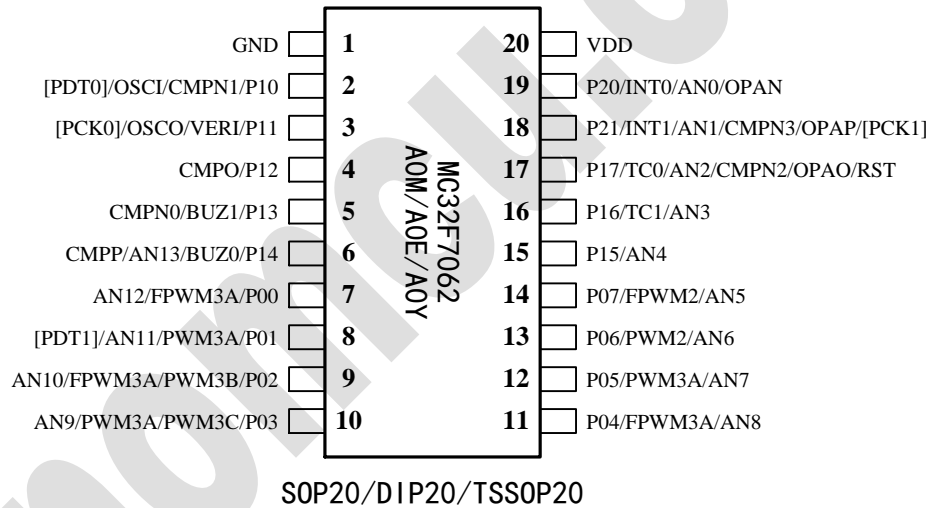 GND 1 20 VDD
[PDT0]/OSCI/CMPN1/P10 2 19 P20/INT0/AN0/OPAN
[PCK0]/OSCO/VERI/P11 3 18 P21/INT1/AN1/CMPN3/OPAP/[PCK1]
CMPO/P12 4 17 P17/TC0/AN2/CMPN2/OPAO/RST
CMPN0/BUZ1/P13 5 16 P16/TC1/AN3
CMPP/AN13/BUZ0/P14 6 15 P15/AN4
AN12/FPWM3A/P00 7 14 P07/FPWM2/AN5
[PDT1]/AN11/PWM3A/P01 8 13 P06/PWM2/AN6
AN10/FPWM3A/PWM3B/P02 9 12 P05/PWM3A/AN7
AN9/PWM3A/PWM3C/P03 10 11 P04/FPWM3A/AN8
MC32F7062
A0M/A0E/A0Y
SOP20/DIP20/TSSOP20